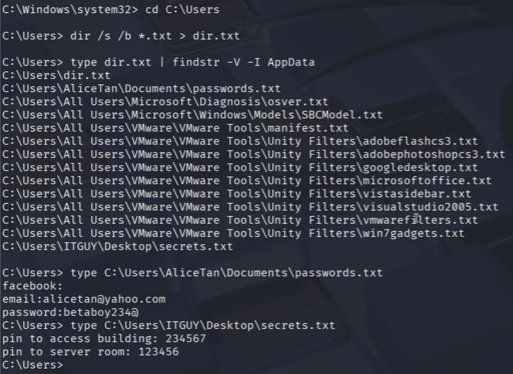 C:\Windows\system32> cd C:\Users
C:\Users> dir /s /b *.txt > dir.txt
C:\Users> type dir.txt | findstr -V -I AppData
C:\Users\dir.txt
C:\Users\AliceTan\Documents\passwords.txt
C:\Users\All Users\Microsoft\Diagnosis\osver.txt
C:\Users\All Users\Microsoft\Windows\Models\SBCModel.txt
C:\Users\All Users\VMware\VMware Tools\manifest.txt
C:\Users\All Users\VMware\VMware Tools\Unity Filters\adobeflashcs3.txt
C:\Users\All Users\VMware\VMware Tools\Unity Filters\adobephotoshopcs3.txt
C:\Users\All Users\VMware\VMware Tools\Unity Filters\googledesktop.txt
C:\Users\All Users\VMware\VMware Tools\Unity Filters\microsoftoffice.txt
C:\Users\All Users\VMware\VMware Tools\Unity Filters\vistasidebar.txt
C:\Users\All Users\VMware\VMware Tools\Unity Filters\visualstudio2005.txt
C:\Users\All Users\VMware\VMware Tools\Unity Filters\vmwarefilters.txt
C:\Users\All Users\VMware\VMware Tools\Unity Filters\win7gadgets.txt
C:\Users\ITGUY\Desktop\secrets.txt
C:\Users> type C:\Users\AliceTan\Documents\passwords.txt
facebook:
email:alicetan@yahoo.com
password:betaboy234@
C:\Users> type C:\Users\ITGUY\Desktop\secrets.txt
pin to access building: 234567
pin to server room: 123456
C:\Users>